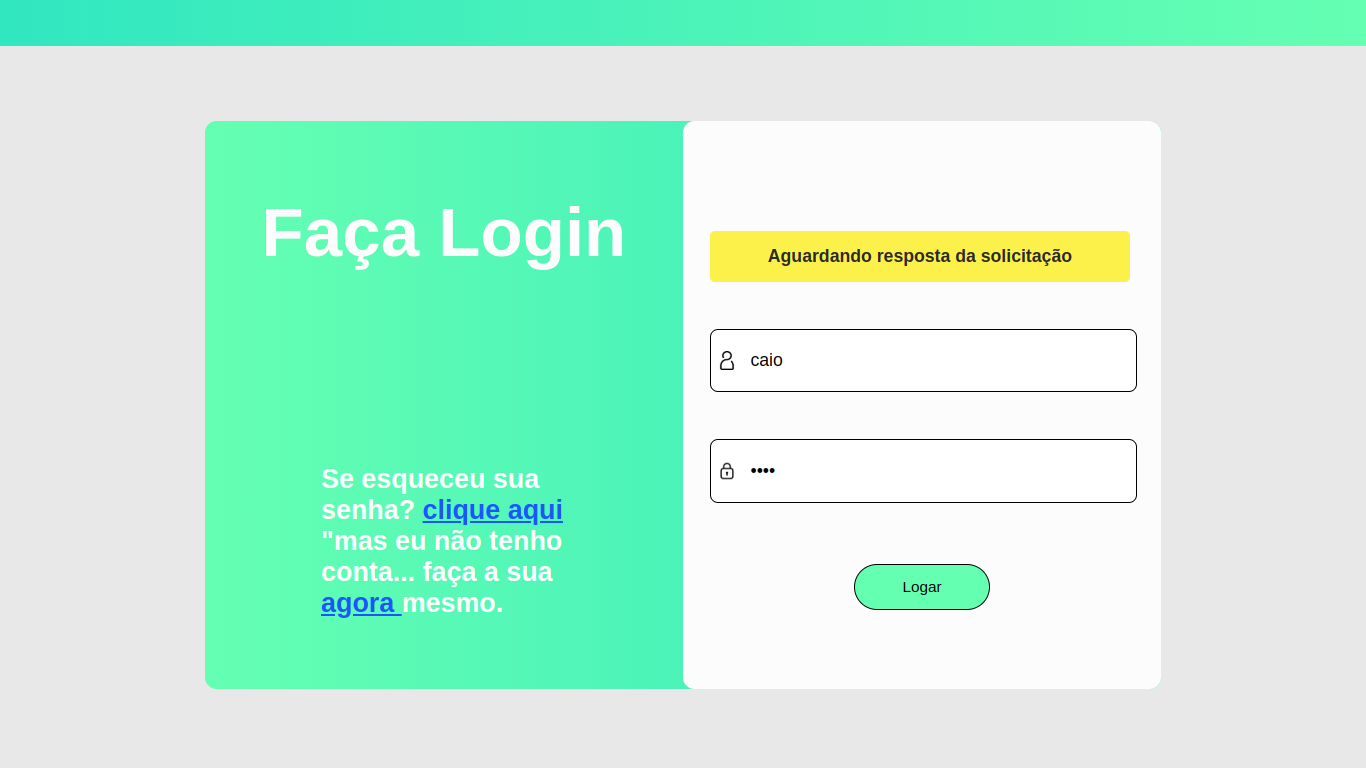 Faça Login
Se esqueceu sua
senha? clique aqui
"mas eu não tenho
conta... faça a sua
agora mesmo.
Aguardando resposta da solicitação
caio
••••
Logar